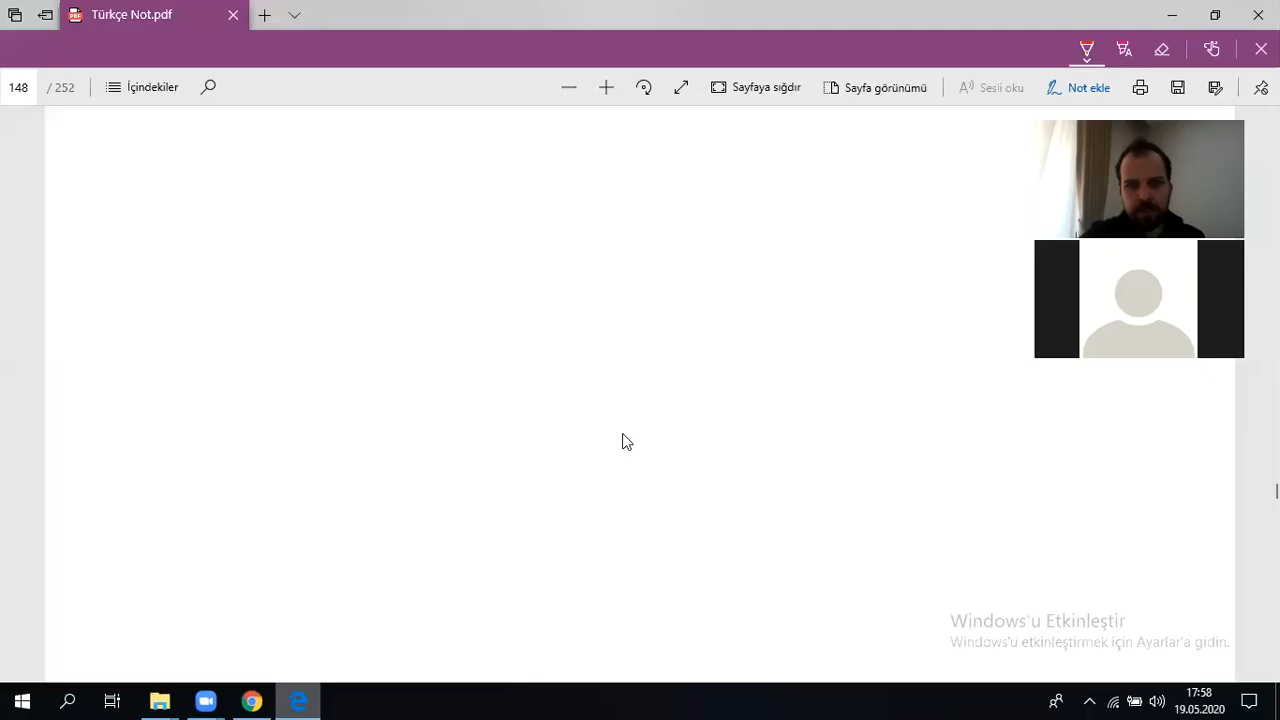 Türkçe Not.pdf
148 / 252
İçindekiler
Sayfaya sığdır
Sayfa görünümü
Sesli oku
Not ekle
Windows'u Etkinleştir
Windows'u etkinleştirmek için Ayarlar'a gidin.
17:58
19.05.2020